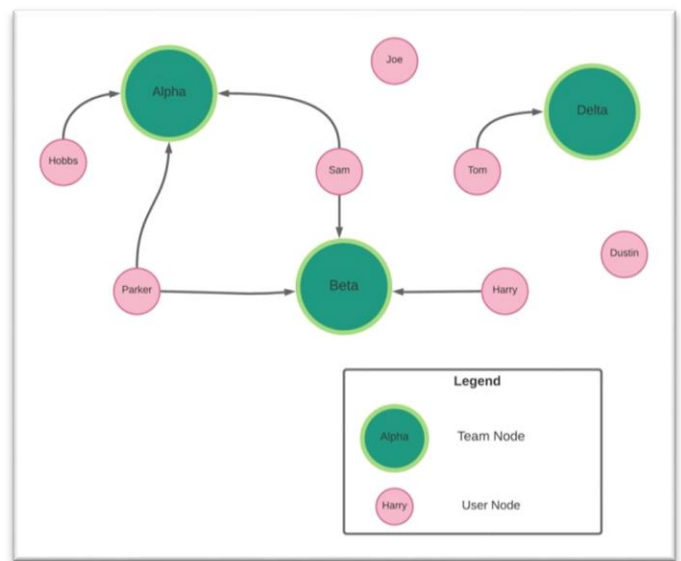 Joe
Alpha
Delta
Hobbs
Sam
Tom
Dustin
Parker
Beta
Harry
Legend
Alpha
Team Node
Harry
User Node